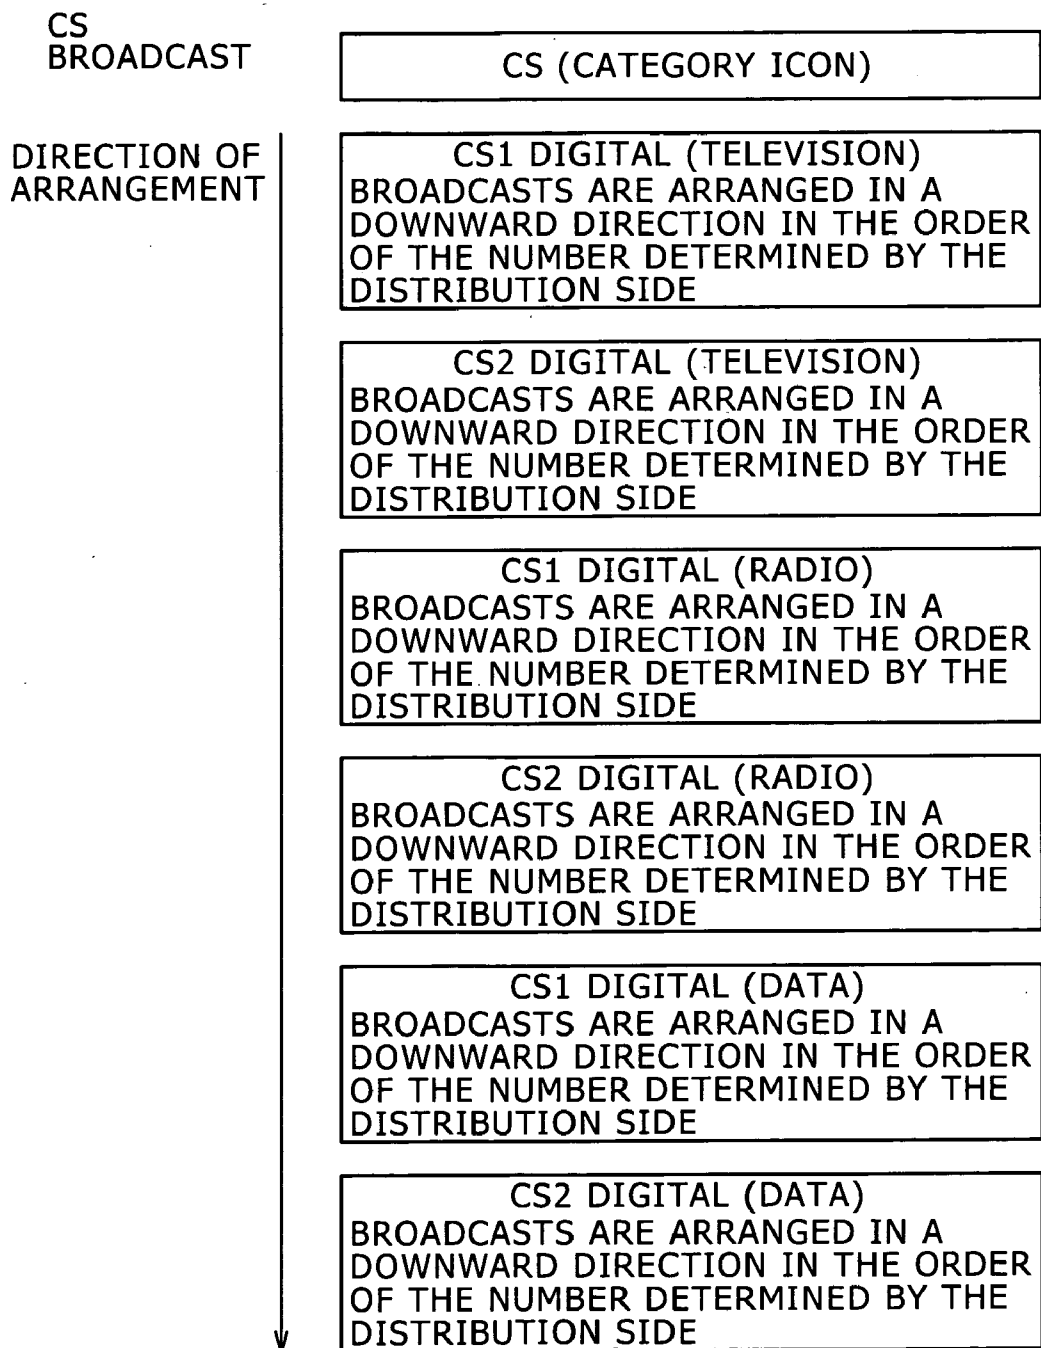 CS
BROADCAST
CS (CATEGORY ICON)
DIRECTION OF
ARRANGEMENT
CS1 DIGITAL (TELEVISION)
BROADCASTS ARE ARRANGED IN A
DOWNWARD DIRECTION IN THE ORDER
OF THE NUMBER DETERMINED BY THE
DISTRIBUTION SIDE
CS2 DIGITAL (TELEVISION)
BROADCASTS ARE ARRANGED IN A
DOWNWARD DIRECTION IN THE ORDER
OF THE NUMBER DETERMINED BY THE
DISTRIBUTION SIDE
CS1 DIGITAL (RADIO)
BROADCASTS ARE ARRANGED IN A
DOWNWARD DIRECTION IN THE ORDER
OF THE NUMBER DETERMINED BY THE
DISTRIBUTION SIDE
CS2 DIGITAL (RADIO)
BROADCASTS ARE ARRANGED IN A
DOWNWARD DIRECTION IN THE ORDER
OF THE NUMBER DETERMINED BY THE
DISTRIBUTION SIDE
CS1 DIGITAL (DATA)
BROADCASTS ARE ARRANGED IN A
DOWNWARD DIRECTION IN THE ORDER
OF THE NUMBER DETERMINED BY THE
DISTRIBUTION SIDE
CS2 DIGITAL (DATA)
BROADCASTS ARE ARRANGED IN A
DOWNWARD DIRECTION IN THE ORDER
OF THE NUMBER DETERMINED BY THE
DISTRIBUTION SIDE